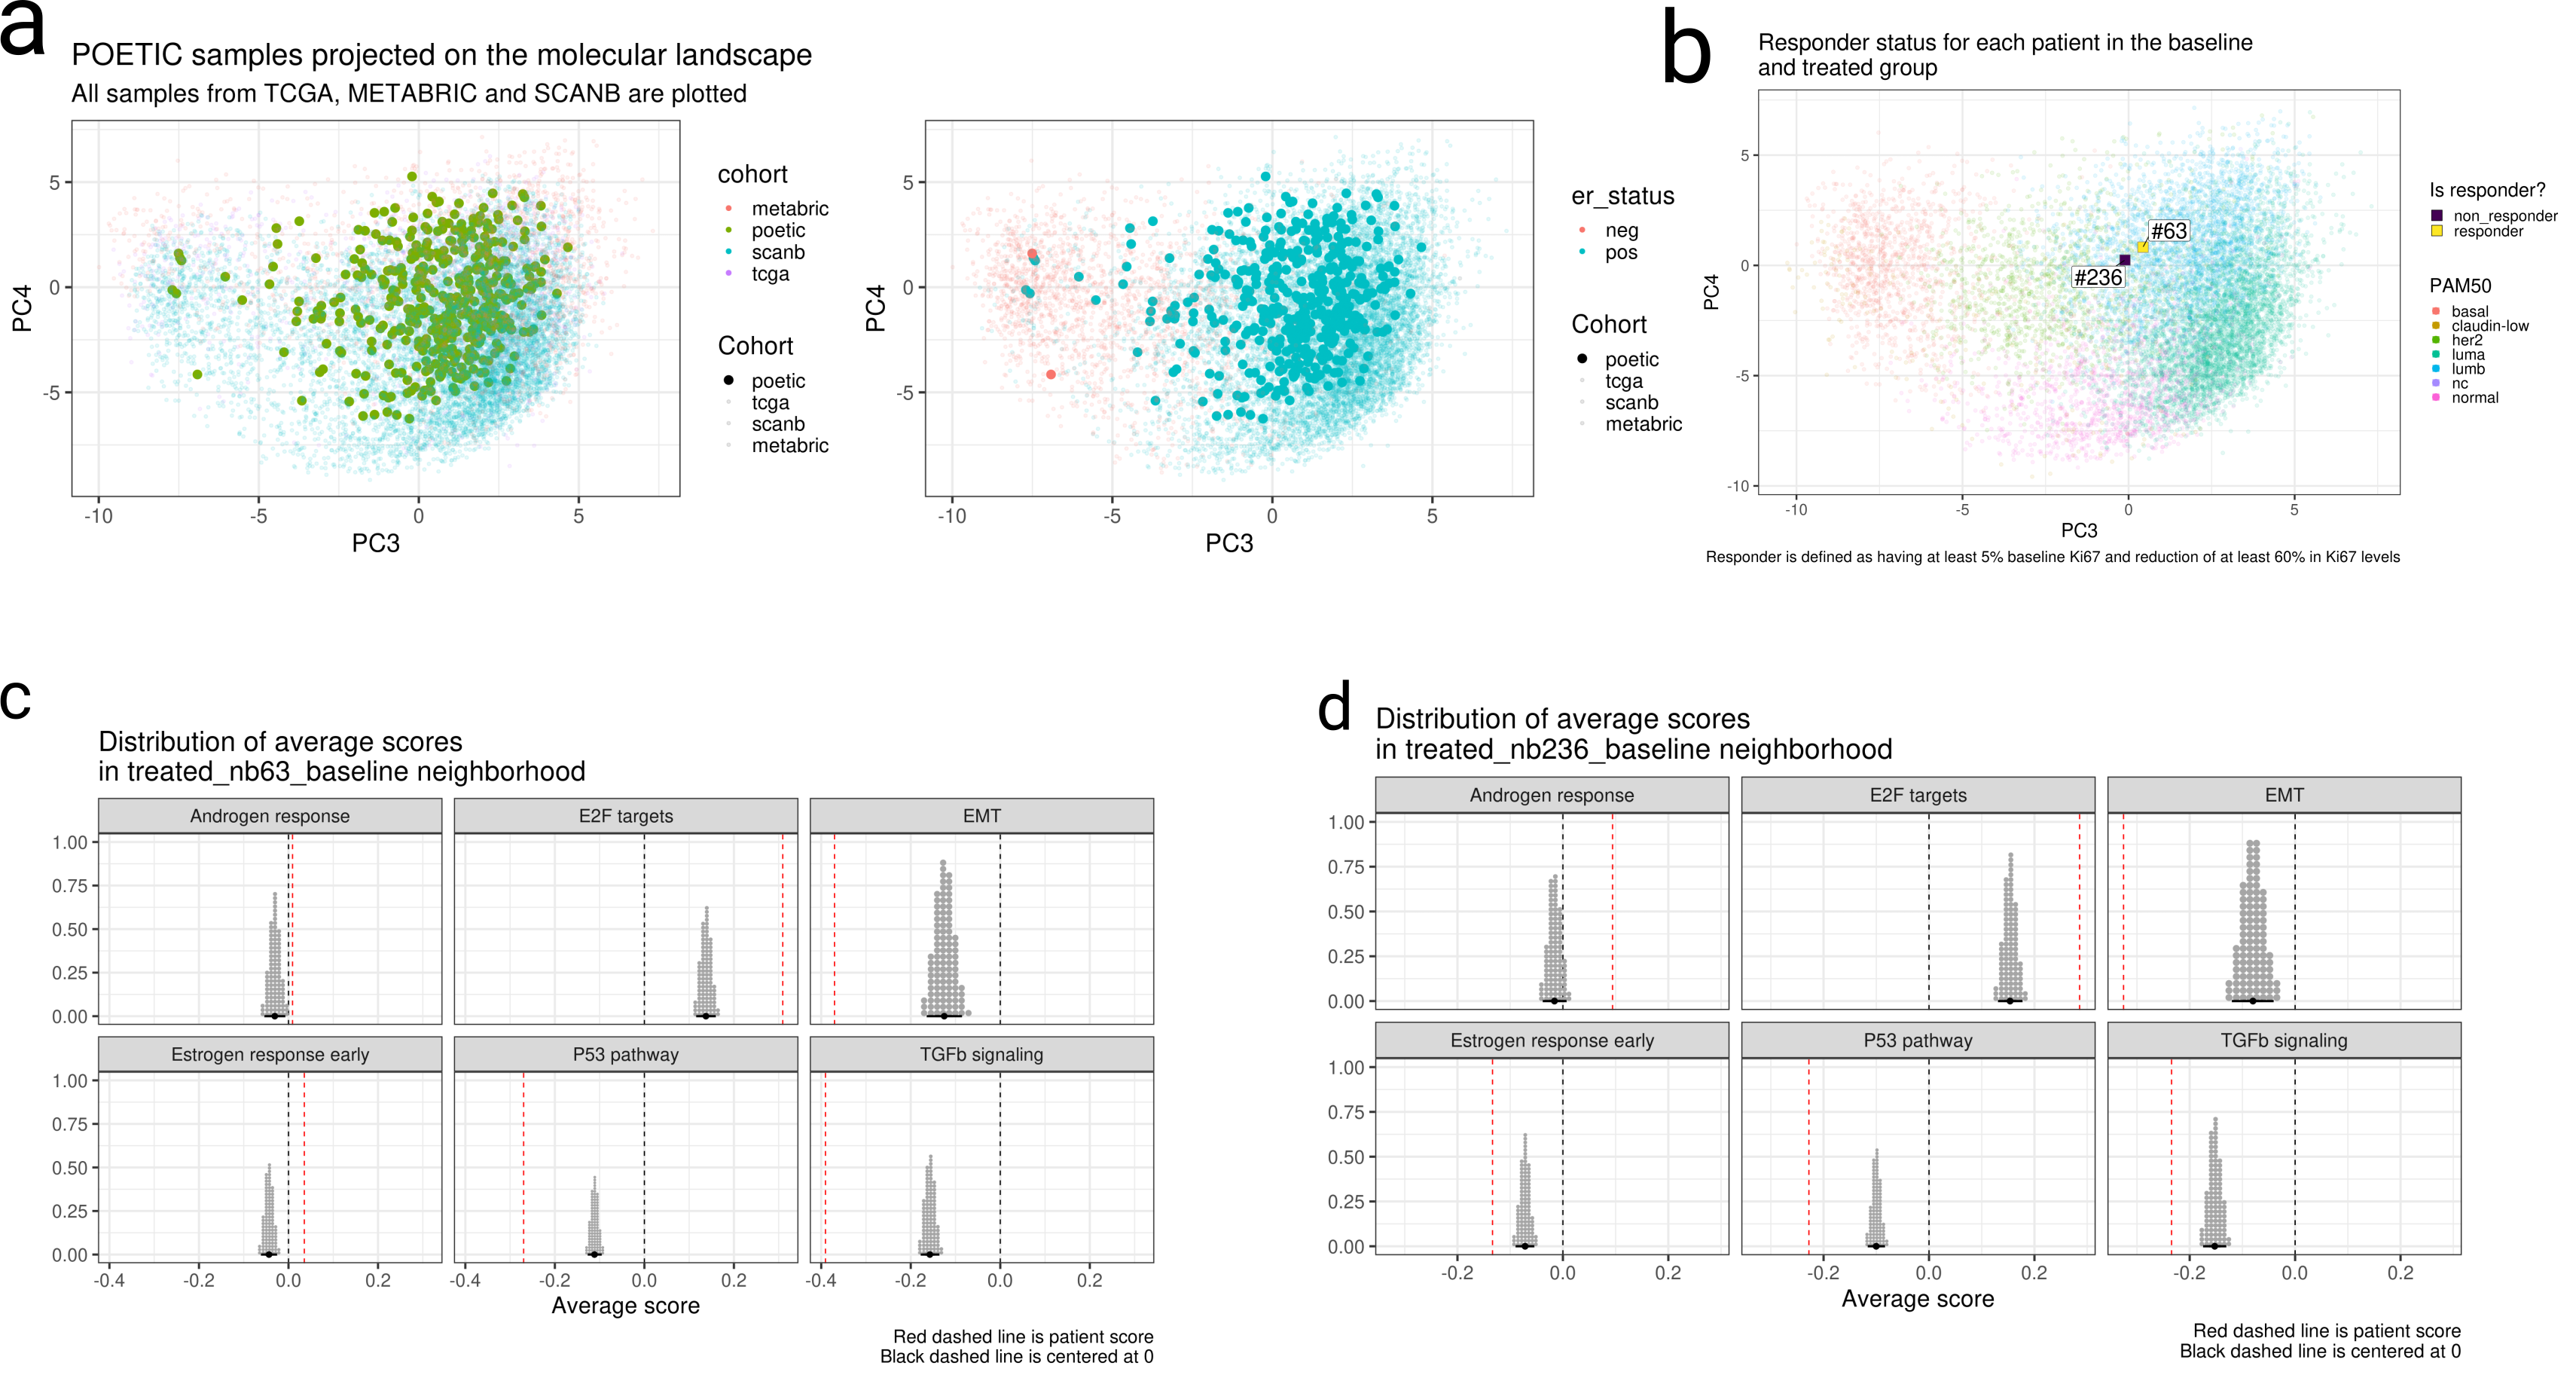 a
POETIC samples projected on the molecular landscape
All samples from TCGA, METABRIC and SCANB are plotted
PC4
5
0
-5
-10
-5
0
5
PC3
cohort
metabric
poetic
scanb
tcga
Cohort
poetic
tcga
scanb
metabric
PC4
5
0
-5
-10
-5
0
5
PC3
er_status
neg
pos
Cohort
poetic
tcga
scanb
metabric
b
Responder status for each patient in the baseline
and treated group
PC4
5
0
-5
-10
#63
#236
-10
-5
0
5
PC3
Responder is defined as having at least 5% baseline Ki67 and reduction of at least 60% in Ki67 levels
Is responder?
non_responder
responder
PAM50
basal
claudin-low
her2
luma
lumb
nc
normal
c
Distribution of average scores
in treated_nb63_baseline neighborhood
Androgen response
E2F targets
EMT
1.00
0.75
0.50
0.25
0.00
Estrogen response early
P53 pathway
TGFb signaling
1.00
0.75
0.50
0.25
0.00
-0.4
-0.2
0.0
0.2
-0.4
-0.2
0.0
0.2
-0.4
-0.2
0.0
0.2
Average score
Red dashed line is patient score
Black dashed line is centered at 0
d
Distribution of average scores
in treated_nb236_baseline neighborhood
Androgen response
E2F targets
EMT
1.00
0.75
0.50
0.25
0.00
Estrogen response early
P53 pathway
TGFb signaling
1.00
0.75
0.50
0.25
0.00
-0.2
0.0
0.2
-0.2
0.0
0.2
-0.2
0.0
0.2
Average score
Red dashed line is patient score
Black dashed line is centered at 0